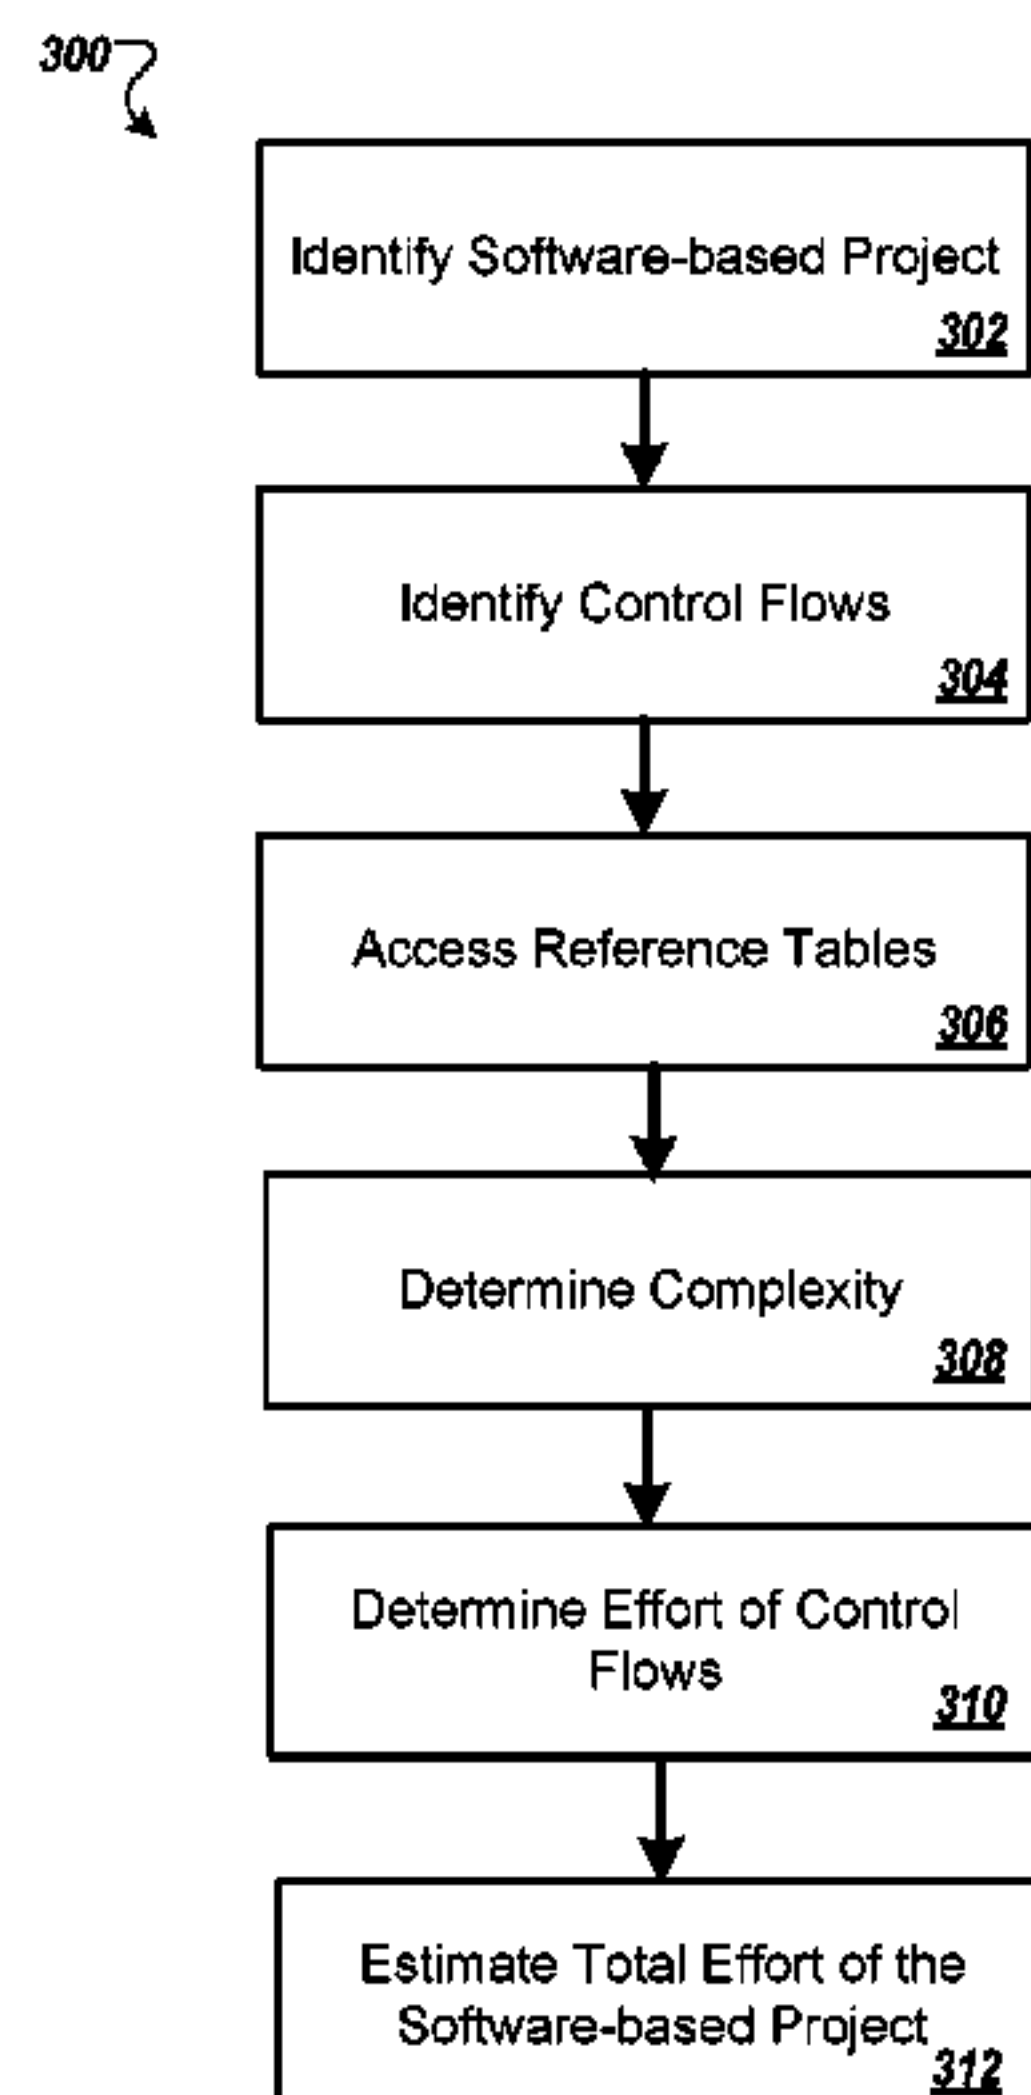 300
Identify Software-based Project
302
Identify Control Flows
304
Access Reference Tables
306
Determine Complexity
308
Determine Effort of Control
Flows
310
Estimate Total Effort of the
Software-based Project
312